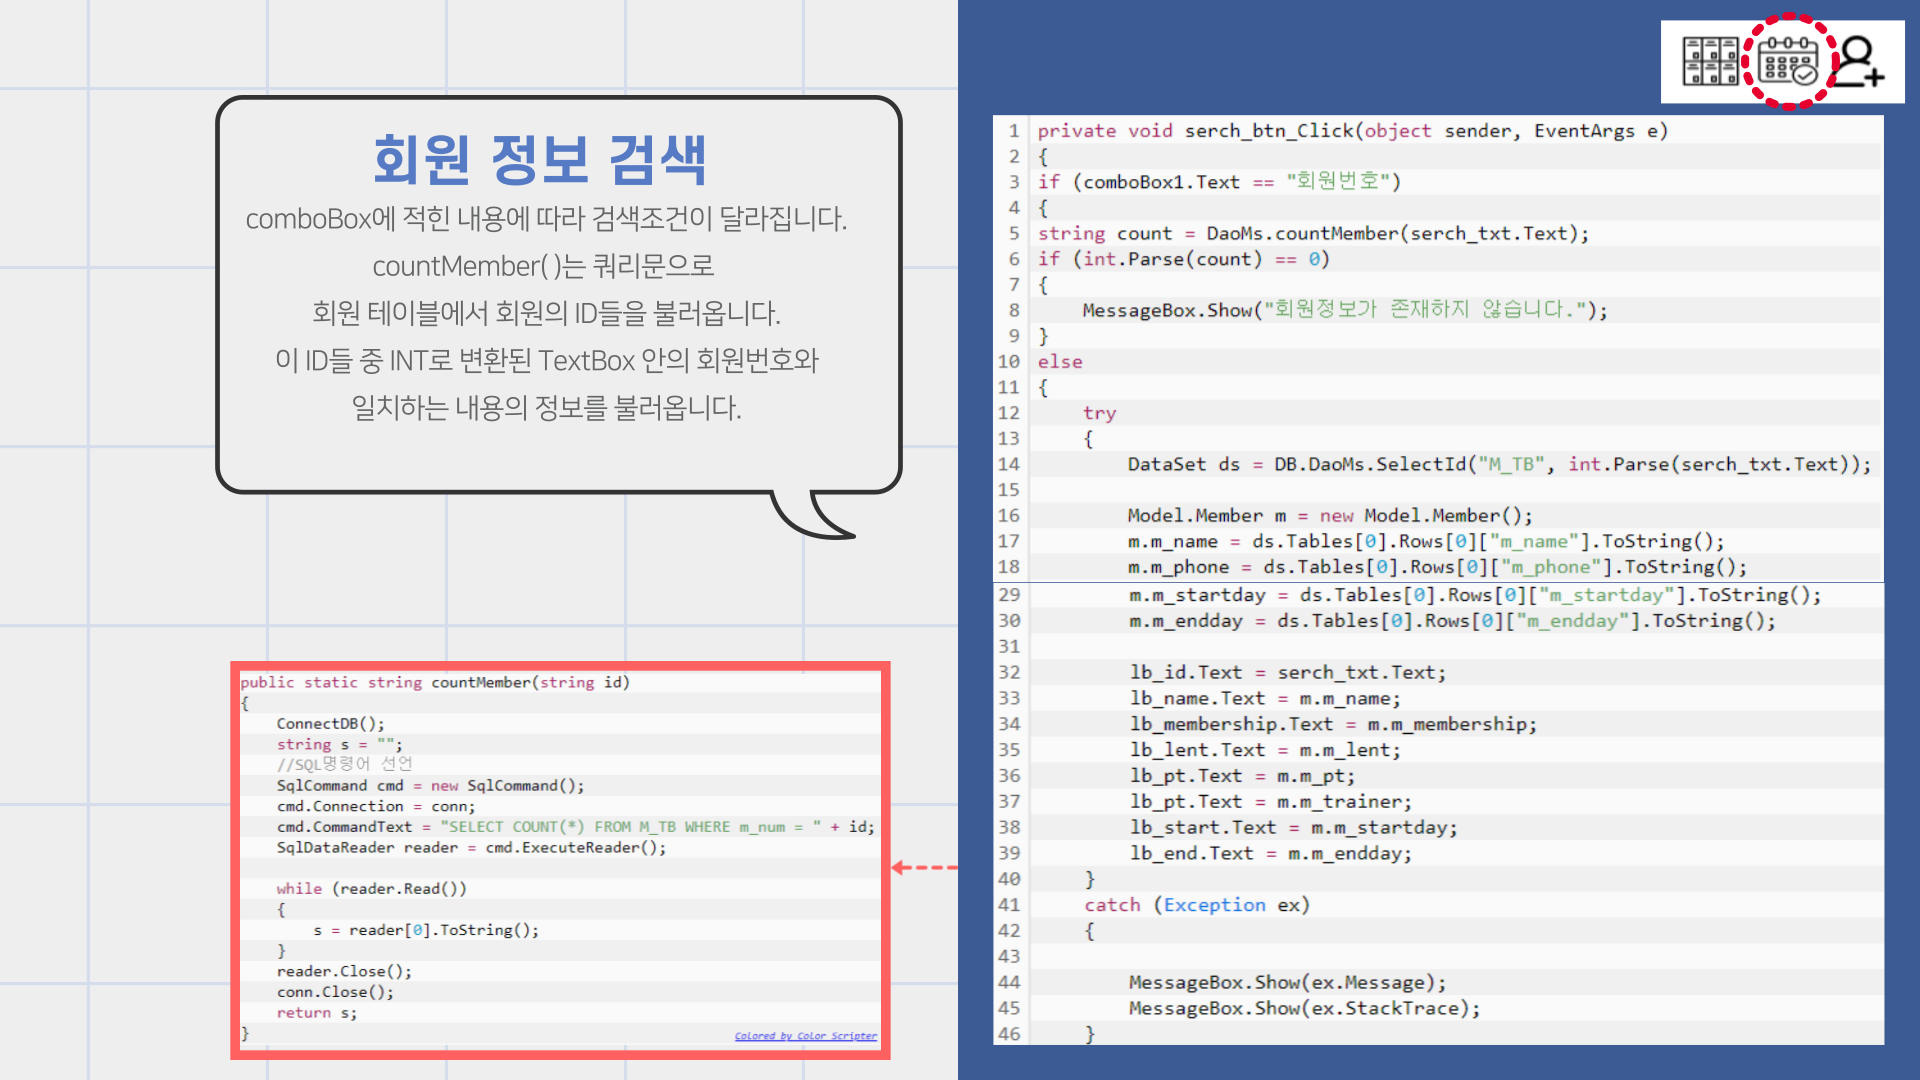 회원 정보 검색
comboBox에 적힌 내용에 따라 검색조건이 달라집니다.
countMember( )는 쿼리문으로
회원 테이블에서 회원의 ID들을 불러옵니다.
이 ID들 중 INT로 변환된 TextBox 안의 회원번호와
일치하는 내용의 정보를 불러옵니다.
public static string countMember(string id)
{
    ConnectDB();
    string s = "";
    //SQL명령어 선언
    SqlCommand cmd = new SqlCommand();
    cmd.Connection = conn;
    cmd.CommandText = "SELECT COUNT(*) FROM M_TB WHERE m_num = " + id;
    SqlDataReader reader = cmd.ExecuteReader();
    while (reader.Read())
    {
        s = reader[0].ToString();
    }
    reader.Close();
    conn.Close();
    return s;
}
Colored by Color Scripter
1 private void serch_btn_Click(object sender, EventArgs e)
2 {
3 if (comboBox1.Text == "회원번호")
4 {
5 string count = DaoMs.countMember(serch_txt.Text);
6 if (int.Parse(count) == 0)
7 {
8     MessageBox.Show("회원정보가 존재하지 않습니다.");
9 }
10 else
11 {
12     try
13     {
14         DataSet ds = DB.DaoMs.SelectId("M_TB", int.Parse(serch_txt.Text));
15
16         Model.Member m = new Model.Member();
17         m.m_name = ds.Tables[0].Rows[0]["m_name"].ToString();
18         m.m_phone = ds.Tables[0].Rows[0]["m_phone"].ToString();
29         m.m_startday = ds.Tables[0].Rows[0]["m_startday"].ToString();
30         m.m_endday = ds.Tables[0].Rows[0]["m_endday"].ToString();
31
32         lb_id.Text = serch_txt.Text;
33         lb_name.Text = m.m_name;
34         lb_membership.Text = m.m_membership;
35         lb_lent.Text = m.m_lent;
36         lb_pt.Text = m.m_pt;
37         lb_pt.Text = m.m_trainer;
38         lb_start.Text = m.m_startday;
39         lb_end.Text = m.m_endday;
40     }
41     catch (Exception ex)
42     {
43
44         MessageBox.Show(ex.Message);
45         MessageBox.Show(ex.StackTrace);
46     }